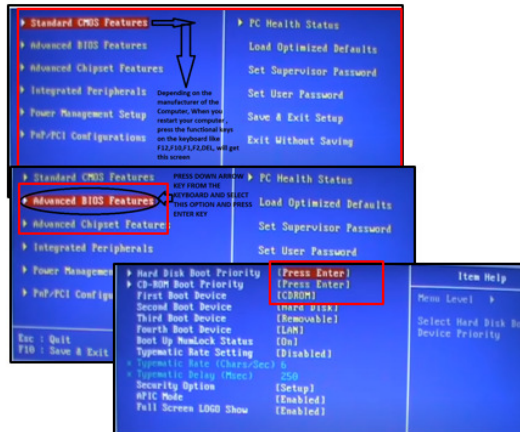 Standard CMOS Features
Advanced BIOS Features
Advanced Chipset Features
Integrated Peripherals
Power Management Setup
PnP/PCI Configurations
PC Health Status
Load Optimized Defaults
Set Supervisor Password
Set User Password
Save & Exit Setup
Exit Without Saving
Depending on the
manufacturer of the
Computer, When you
restart your computer ,
press the functional keys
on the keyboard like
F12,F10,F1,F2,DEL, will get
this screen
Standard CMOS Features
Advanced BIOS Features
Advanced Chipset Features
Integrated Peripherals
Power Managemen
PnP/PCI Configu
Esc : Quit
F10 : Save & Exit
PRESS DOWN ARROW
KEY FROM THE
KEYBOARD AND SELECT
THIS OPTION AND PRESS
ENTER KEY
PC Health Status
Load Optimized Defaults
Set Supervisor Password
Set User Password
Hard Disk Boot Priority [Press Enter]
CD-ROM Boot Priority [Press Enter]
First Boot Device [CDROM]
Second Boot Device [Hard Disk]
Third Boot Device [Removable]
Fourth Boot Device [LAN]
Boot Up NumLock Status [On]
Typematic Rate Setting [Disabled]
x Typematic Rate (Chars/Sec) 6
x Typematic Delay (Msec) 250
Security Option [Setup]
APIC Mode [Enabled]
Full Screen LOGO Show [Enabled]
Item Help
Menu Level
Select Hard Disk Bo
Device Priority